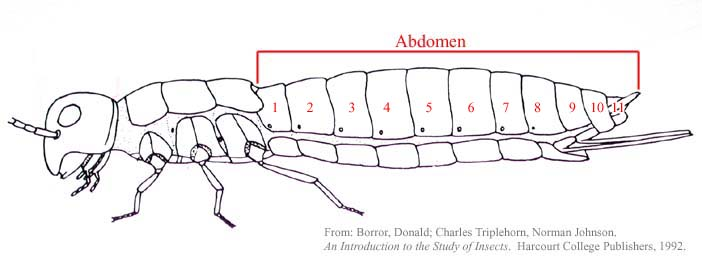 Abdomen
1 2 3 4 5 6 7 8 9 10 11
From: Borror, Donald; Charles Triplehorn, Norman Johnson.
An Introduction to the Study of Insects. Harcourt College Publishers, 1992.